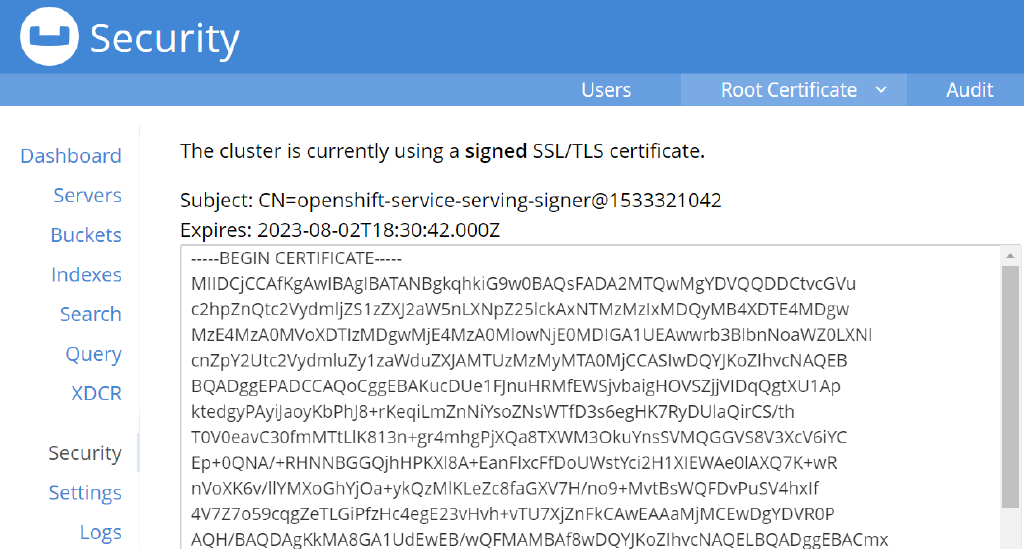 Security
Users
Root Certificate
Audit
Dashboard
Servers
Buckets
Indexes
Search
Query
XDCR
Security
Settings
Logs
The cluster is currently using a signed SSL/TLS certificate.
Subject: CN=openshift-service-serving-signer@1533321042
Expires: 2023-08-02T18:30:42.000Z
-----BEGIN CERTIFICATE-----
MIIDCjCCAfKgAwIBAgIBATANBgkqhkiG9w0BAQsFADA2MTQwMgYDVQQDDCtvcGVu
c2hpZnQtc2VydmljZS1zZXJ2aW5nLXNpZ25lckAxNTMzMzIxMDQyMB4XDTE4MDgw
MzE4MzA0MVoXDTIzMDgwMjE4MzA0MlowNjE0MDIGA1UEAwwrb3BlbnNoaWZ0LXNl
cnZpY2Utc2VydmluZy1zaWduZXJAMTUzMzMyMTA0MjCCASIwDQYJKoZIhvcNAQEB
BQADggEPADCCAQoCggEBAKucDUe1FJnuHRMfEWSjvbaigHOVSZjjVIDqQgtXU1Ap
ktedgyPAyiJaoyKbPhJ8+rKeqiLmZnNiYsoZNsWTfD3s6egHK7RyDUlaQirCS/th
T0V0eavC30fmMTtLlK813n+gr4mhgPjXQa8TXWM3OkuYnsSVMQGGVS8V3XcV6iYC
Ep+0QNA/+RHNNBGGQjhHPKXl8A+EanFlxcFfDoUWstYci2H1XIEWAe0lAXQ7K+wR
nVoXK6v/llYMXoGhYjOa+ykQzMlKLeZc8faGXV7H/no9+MvtBsWQFDvPuSV4hxIf
4V7Z7o59cqgZeTLGiPfzHc4egE23vHvh+vTU7XjZnFkCAwEAAaMjMCEwDgYDVR0P
AQH/BAQDAgKkMA8GA1UdEwEB/wQFMAMBAf8wDQYJKoZIhvcNAQELBQADggEBACmx